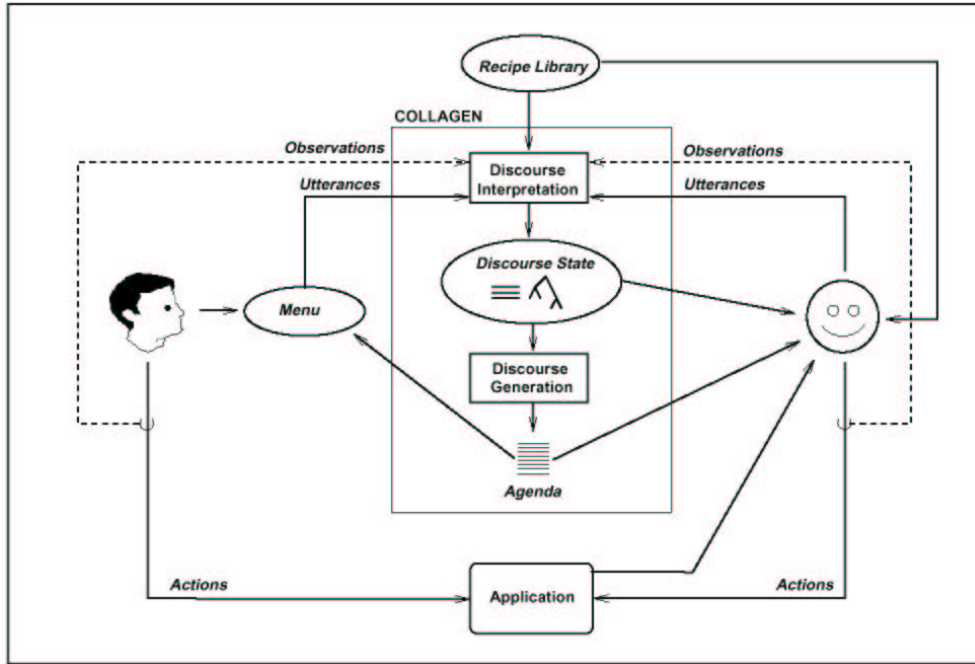 Recipe Library
COLLAGEN
Observations
Observations
Discourse
Interpretation
Utterances
Utterances
Discourse State
Menu
Discourse
Generation
Agenda
Actions
Application
Actions